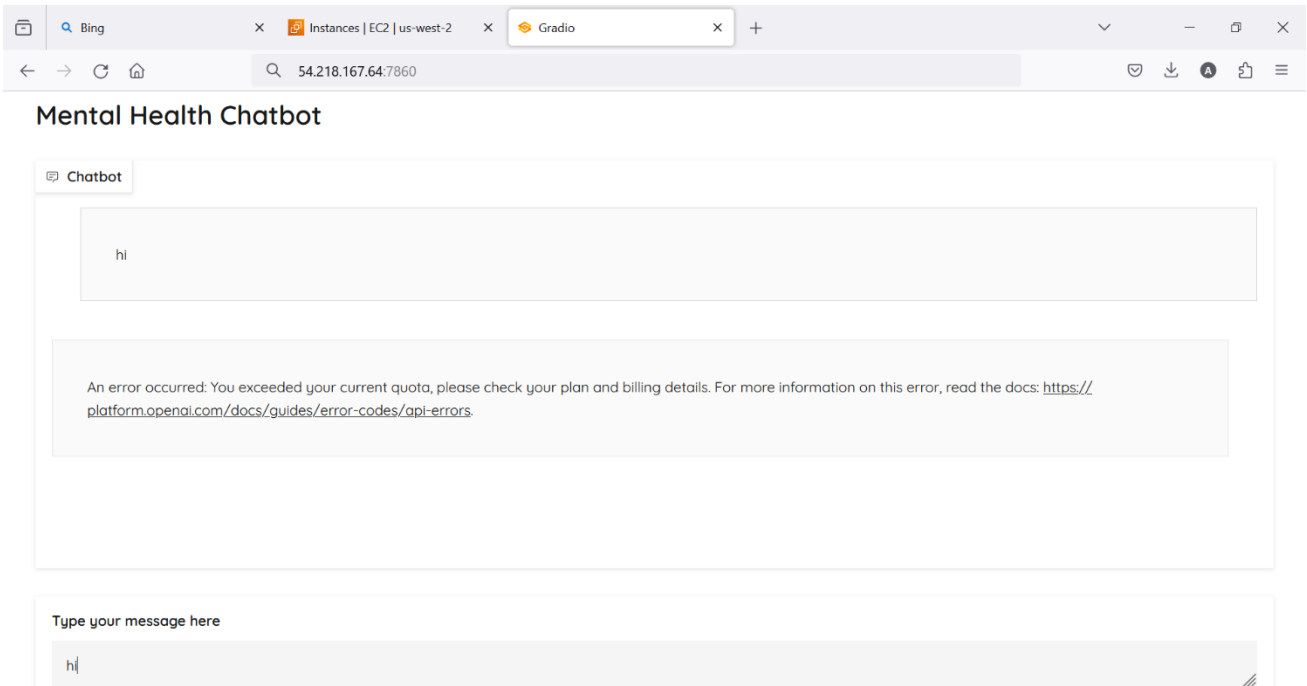 Bing
Instances | EC2 | us-west-2
Gradio
54.218.167.64:7860
A
Mental Health Chatbot
Chatbot
hi
An error occurred: You exceeded your current quota, please check your plan and billing details. For more information on this error, read the docs: https://
platform.openai.com/docs/guides/error-codes/api-errors.
Type your message here
hi